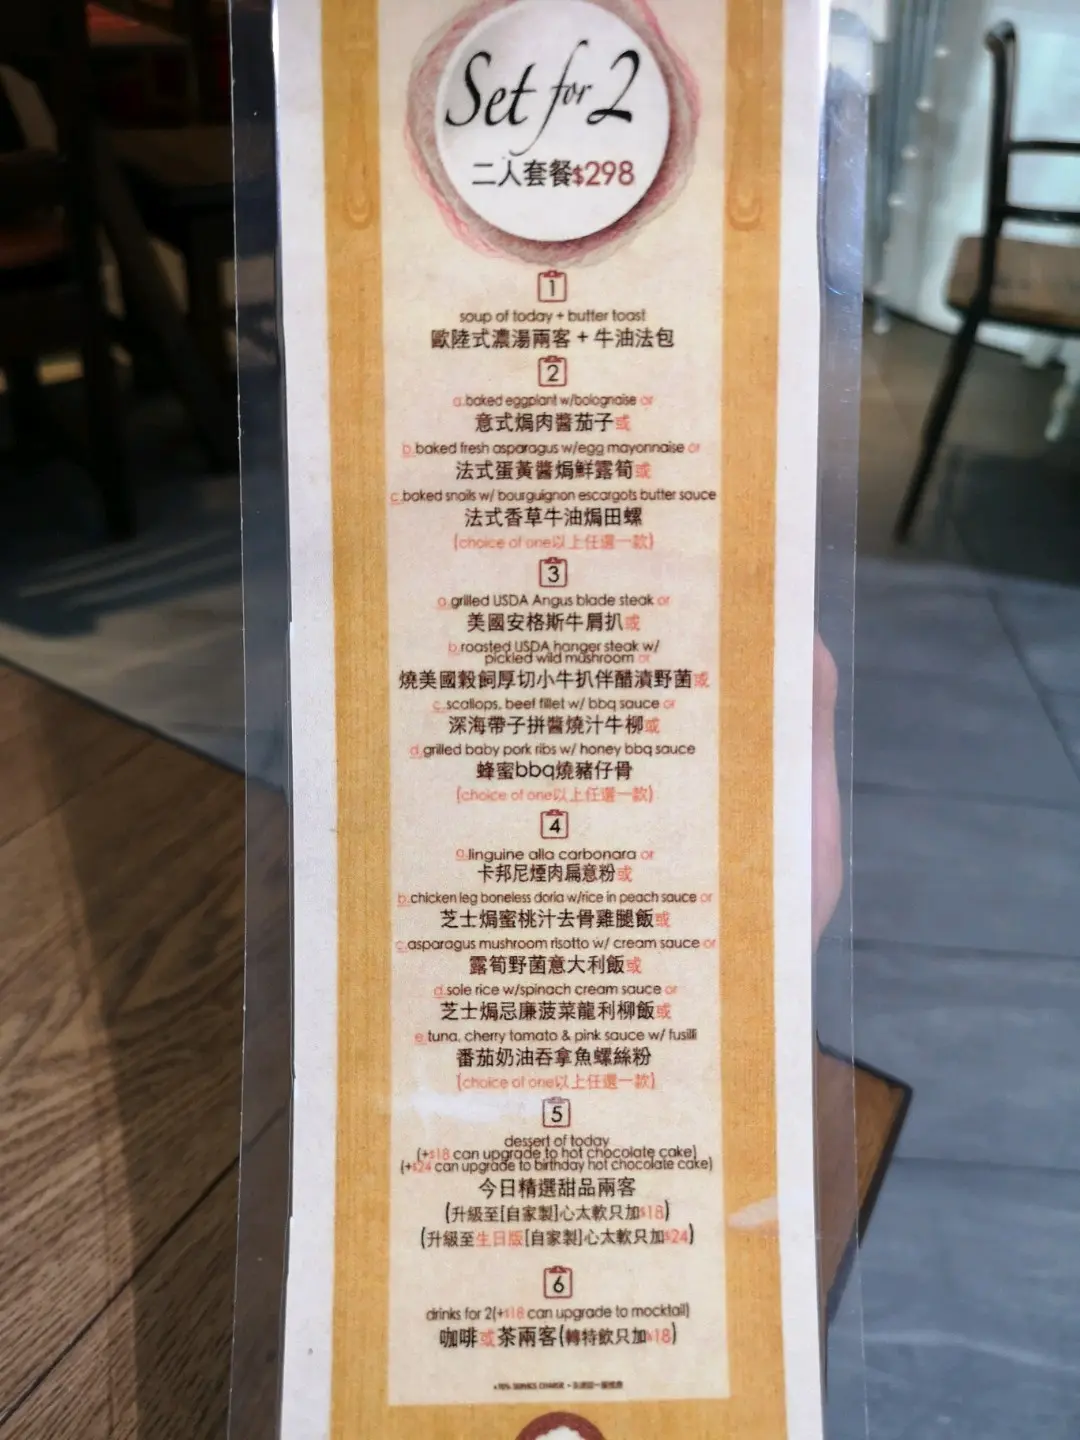 Set for 2
二人套餐$298
1
soup of today + butter toast
歐陸式濃湯兩客 + 牛油法包
2
a.baked eggplant w/bolognaise or
意式焗肉醬茄子或
b.baked fresh asparagus w/egg mayonnaise or
法式蛋黃醬焗鮮露筍或
c.baked snails w/ bourguignon escargots butter sauce
法式香草牛油焗田螺
(choice of one以上任選一款)
3
a.grilled USDA Angus blade steak or
美國安格斯牛肩扒或
b.roasted USDA hanger steak w/
pickled wild mushroom or
燒美國穀飼厚切小牛扒伴醋漬野菌或
c.scallops, beef fillet w/ bbq sauce or
深海帶子拼醬燒汁牛柳或
d.grilled baby pork ribs w/ honey bbq sauce
蜂蜜bbq燒豬仔骨
(choice of one以上任選一款)
4
a.linguine alla carbonara or
卡邦尼煙肉扁意粉或
b.chicken leg boneless doria w/rice in peach sauce or
芝士焗蜜桃汁去骨雞腿飯或
c.asparagus mushroom risotto w/ cream sauce or
露筍野菌意大利飯或
d.sole rice w/spinach cream sauce or
芝士焗忌廉菠菜龍利柳飯或
e.tuna, cherry tomato & pink sauce w/ fusilli
番茄奶油吞拿魚螺絲粉
(choice of one以上任選一款)
5
dessert of today
(+$18 can upgrade to hot chocolate cake)
(+$24 can upgrade to birthday hot chocolate cake)
今日精選甜品兩客
(升級至[自家製]心太軟只加$18)
(升級至生日版[自家製]心太軟只加$24)
6
drinks for 2(+$18 can upgrade to mocktail)
咖啡或茶兩客(轉特飲只加$18)
+10% SERVICE CHARGE • 另收加一服務費